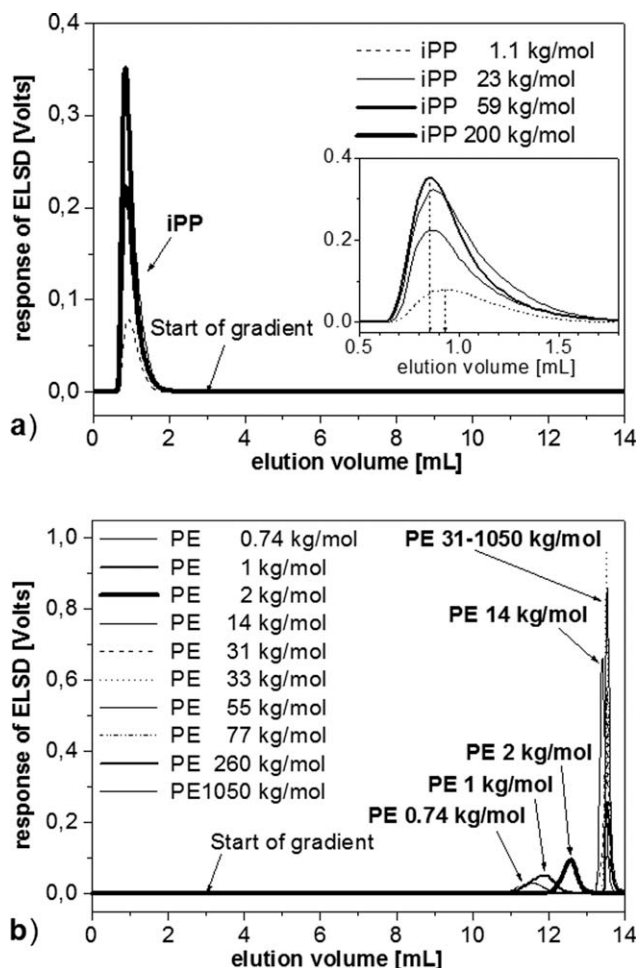 0,4
0,3
0,2
0,1
0,0
response of ELSD [Volts]
iPP 1.1 kg/mol
iPP 23 kg/mol
iPP 59 kg/mol
iPP 200 kg/mol
iPP
Start of gradient
0.4
0.2
0.0
0.5 1.0 1.5
elution volume [mL]
0 2 4 6 8 10 12 14
elution volume [mL]
a)
1,0
0,8
0,6
0,4
0,2
0,0
response of ELSD [Volts]
PE 0.74 kg/mol
PE 1 kg/mol
PE 2 kg/mol
PE 14 kg/mol
PE 31 kg/mol
PE 33 kg/mol
PE 55 kg/mol
PE 77 kg/mol
PE 260 kg/mol
PE1050 kg/mol
PE 31-1050 kg/mol
PE 14 kg/mol
PE 2 kg/mol
PE 1 kg/mol
PE 0.74 kg/mol
Start of gradient
0 2 4 6 8 10 12 14
elution volume [mL]
b)